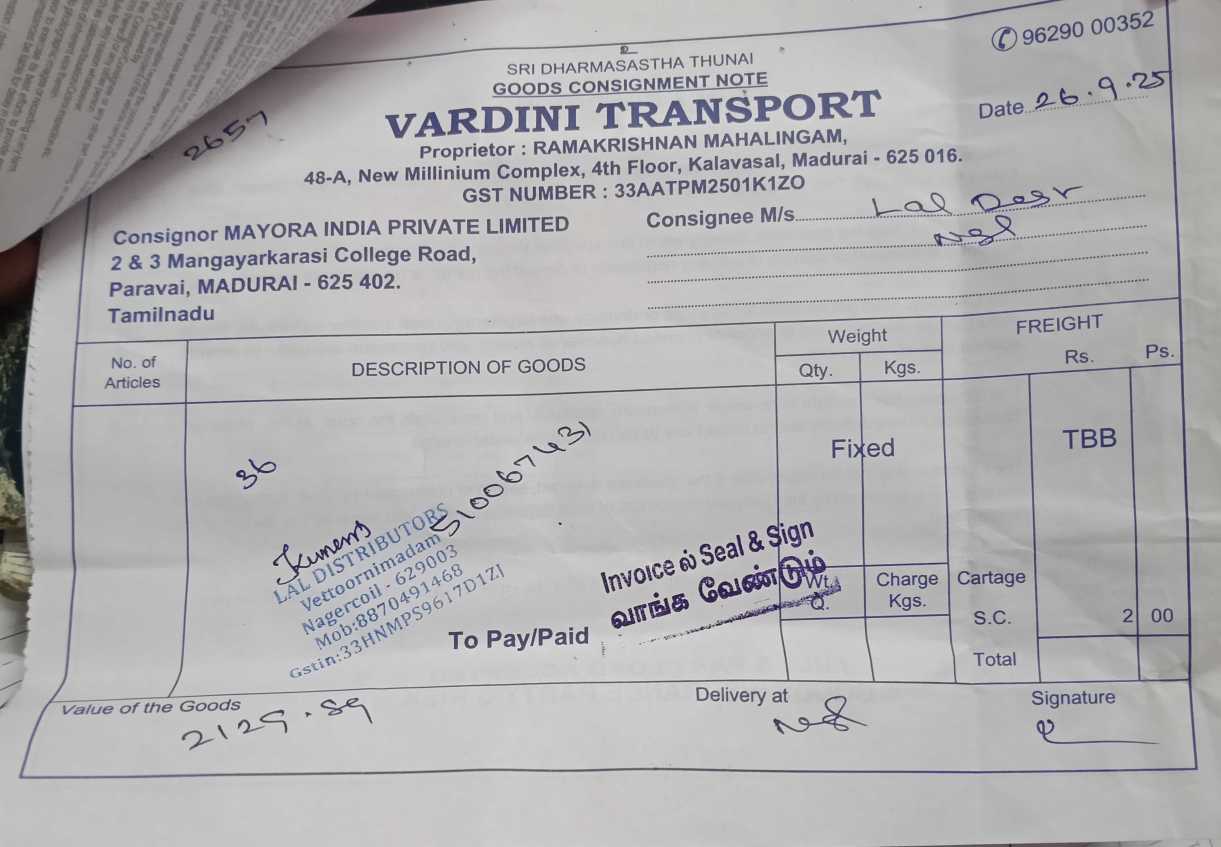 ✆ 96290 00352
SRI DHARMASASTHA THUNAI
GOODS CONSIGNMENT NOTE
2657
VARDINI TRANSPORT
Date 26.9.25
Proprietor : RAMAKRISHNAN MAHALINGAM,
48-A, New Millinium Complex, 4th Floor, Kalavasal, Madurai - 625 016.
GST NUMBER : 33AATPM2501K1ZO
Consignor MAYORA INDIA PRIVATE LIMITED
2 & 3 Mangayarkarasi College Road,
Paravai, MADURAI - 625 402.
Tamilnadu
Consignee M/s. Lal
No. of Articles
DESCRIPTION OF GOODS
Weight
Qty.
Kgs.
FREIGHT
Rs.
Ps.
36
510067431
Fixed
TBB
LAL DISTRIBUTORS
Vettoornimadam
Nagercoil - 629003
Mob:8870491468
Gstin:33HNMPS9617D1ZI
Invoice ல் Seal & Sign
வாங்க வேண்டும்
To Pay/Paid
Wt.
Q.
Charge Kgs.
Cartage
S.C. 2 00
Total
Value of the Goods
2129.89
Delivery at
Signature